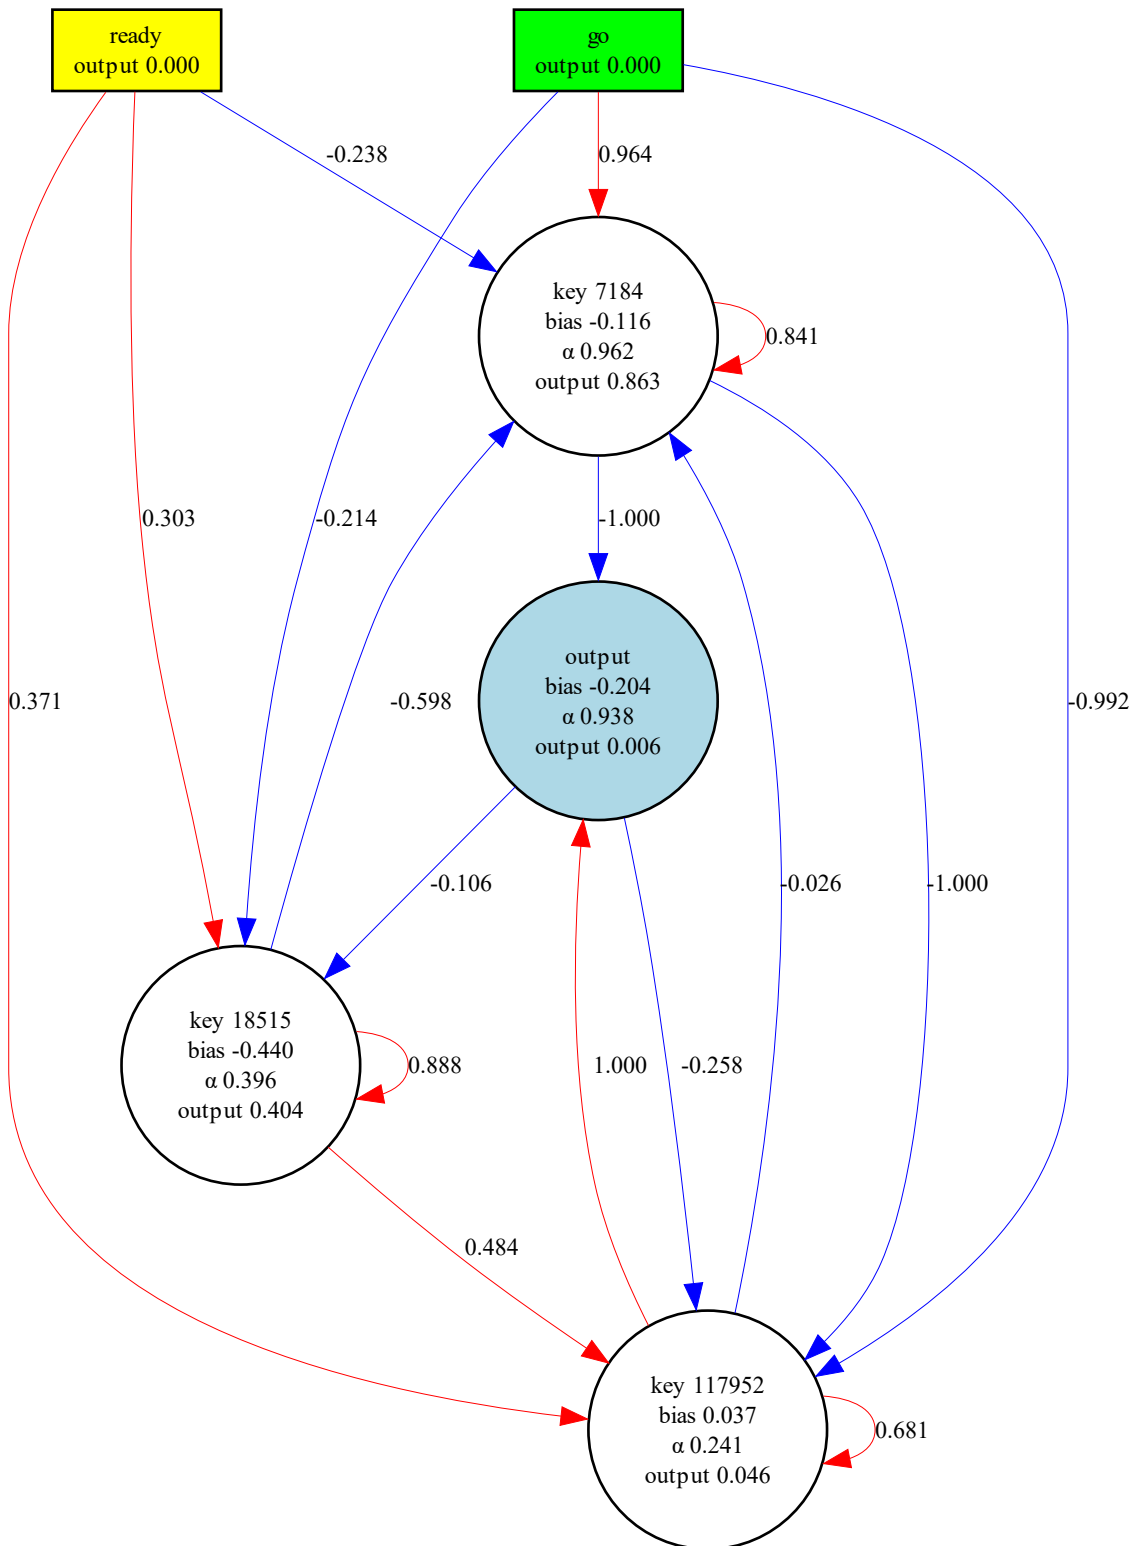 ready
output 0.000
go
output 0.000
-0.238
0.964
key 7184
bias -0.116
α 0.962
output 0.863
0.841
0.303
-0.214
-1.000
output
bias -0.204
α 0.938
output 0.006
0.371
-0.598
-0.992
-0.106
-0.026
-1.000
key 18515
bias -0.440
α 0.396
output 0.404
0.888
1.000
-0.258
0.484
key 117952
bias 0.037
α 0.241
output 0.046
0.681